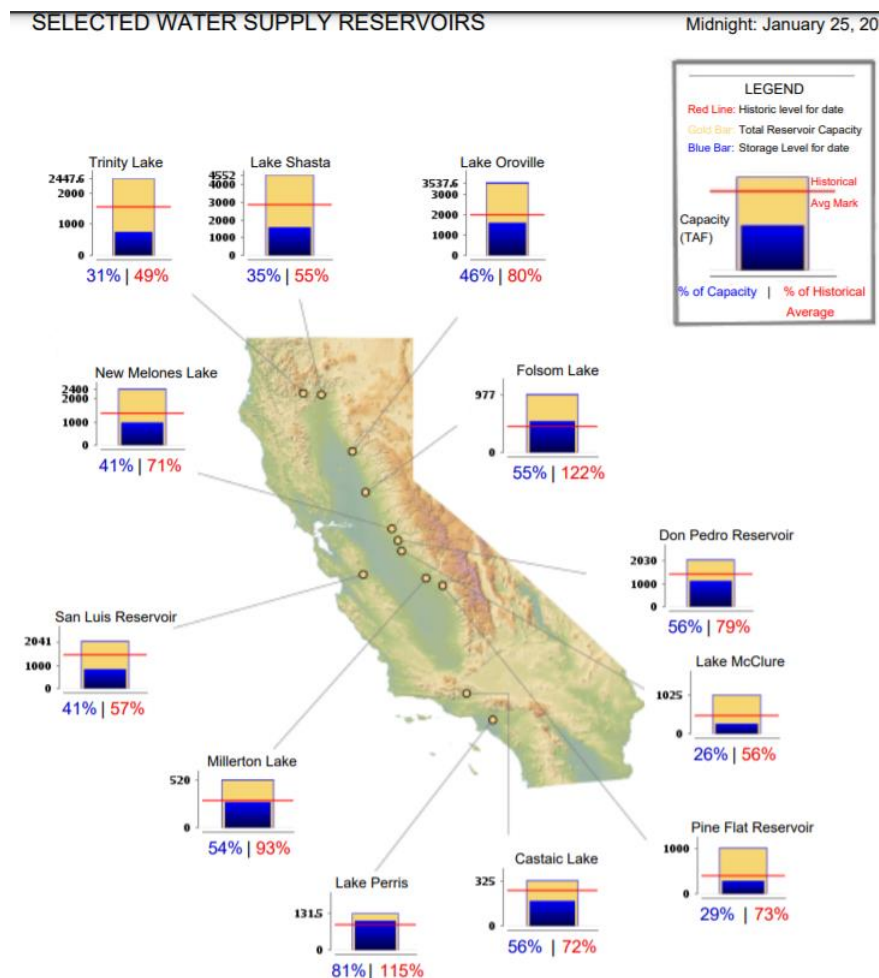 SELECTED WATER SUPPLY RESERVOIRS
Midnight: January 25, 20
LEGEND
Red Line: Historic level for date
Gold Bar: Total Reservoir Capacity
Blue Bar: Storage Level for date
Historical
Avg Mark
Capacity
(TAF)
% of Capacity | % of Historical
Average
Trinity Lake
2447.6
2000
1000
0
31% | 49%
Lake Shasta
4552
4000
3000
2000
1000
0
35% | 55%
Lake Oroville
3537.6
3000
2000
1000
0
46% | 80%
New Melones Lake
2400
2000
1000
0
41% | 71%
Folsom Lake
977
0
55% | 122%
Don Pedro Reservoir
2030
1000
0
56% | 79%
San Luis Reservoir
2041
1000
0
41% | 57%
Lake McClure
1025
0
26% | 56%
Millerton Lake
520
0
54% | 93%
Pine Flat Reservoir
1000
0
29% | 73%
Castaic Lake
325
0
56% | 72%
Lake Perris
131.5
0
81% | 115%